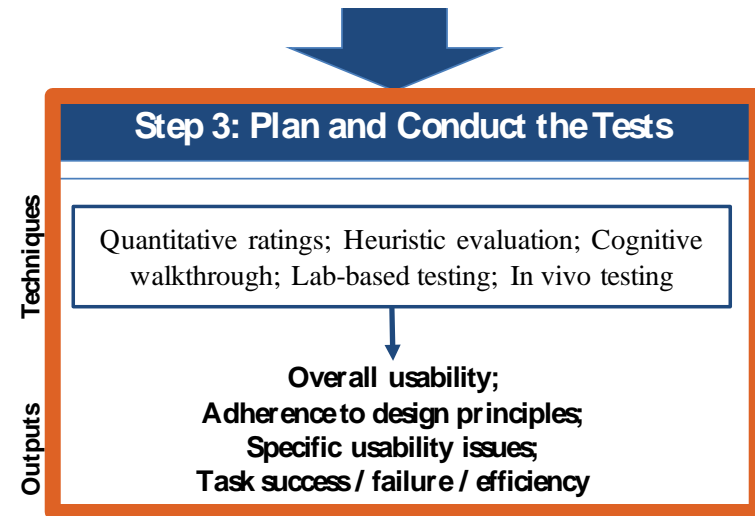 Step 3: Plan and Conduct the Tests
Techniques
Quantitative ratings; Heuristic evaluation; Cognitive
walkthrough; Lab-based testing; In vivo testing
Outputs
Overall usability;
Adherence to design principles;
Specific usability issues;
Task success / failure / efficiency